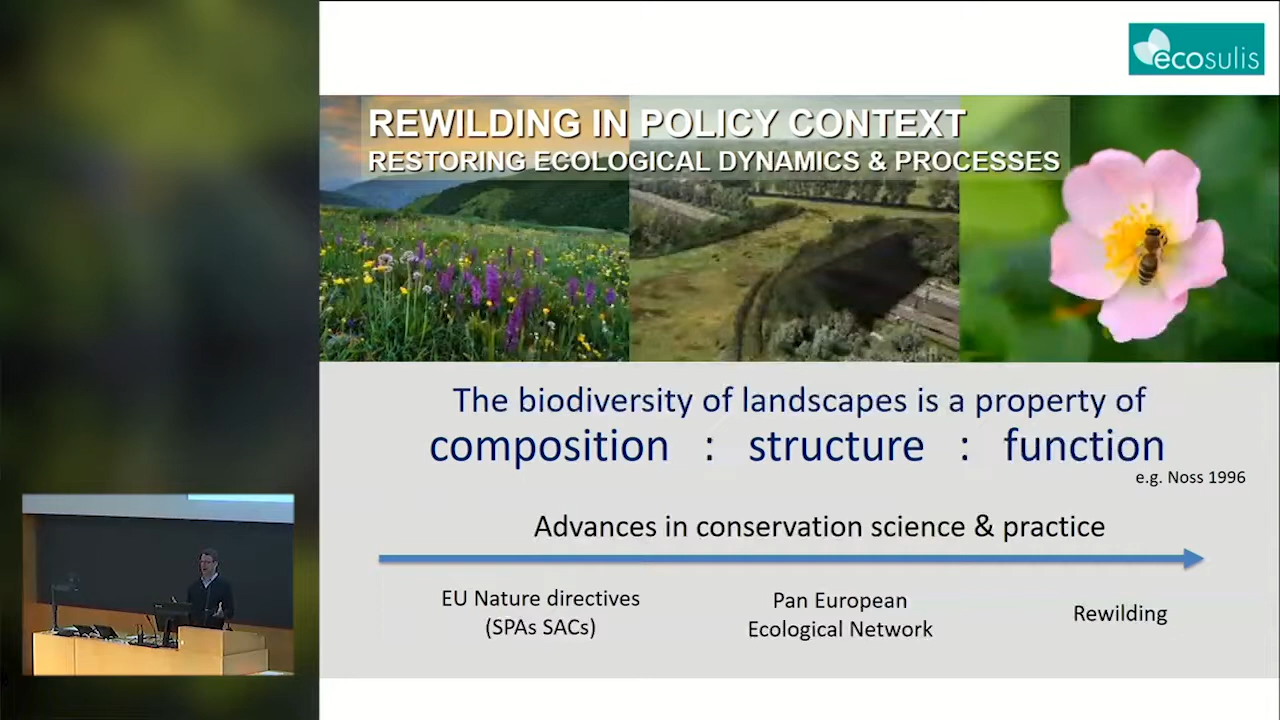 ecosulis
REWILDING IN POLICY CONTEXT
RESTORING ECOLOGICAL DYNAMICS & PROCESSES
The biodiversity of landscapes is a property of
composition : structure : function
e.g. Noss 1996
Advances in conservation science & practice
EU Nature directives
(SPAs SACs)
Pan European
Ecological Network
Rewilding